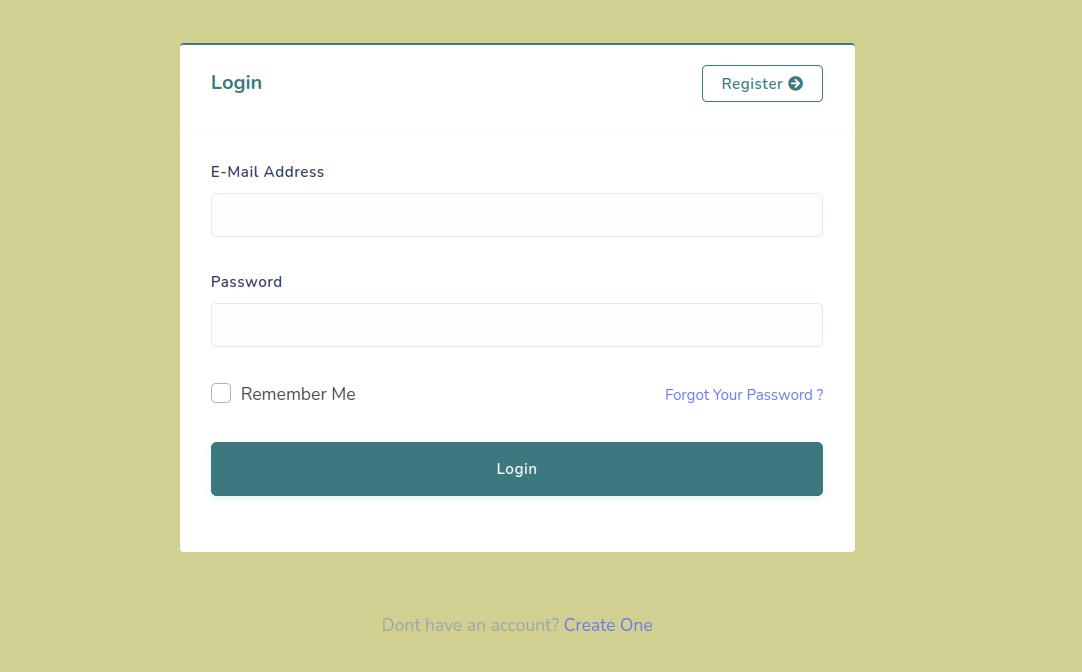 Login
Register
E-Mail Address
Password
Remember Me
Forgot Your Password ?
Login
Dont have an account? Create One